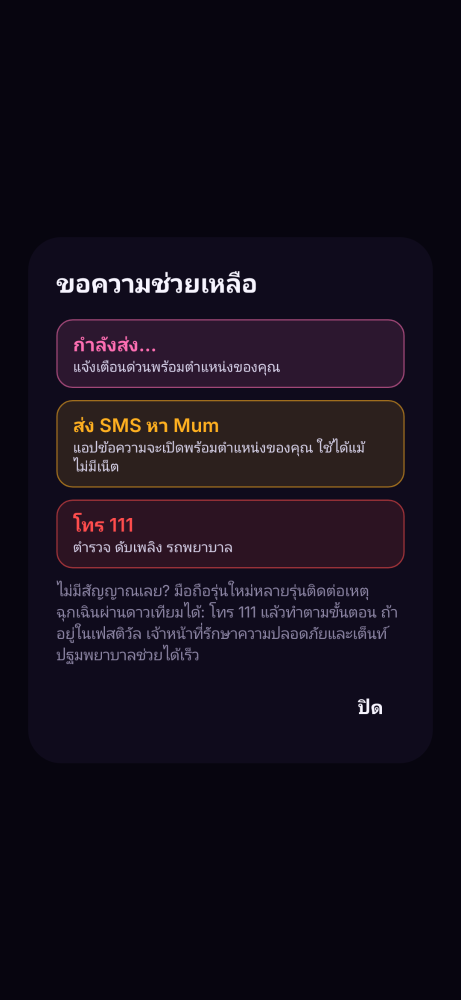 ขอความช่วยเหลือ
กำลังส่ง...
แจ้งเตือนด่วนพร้อมตำแหน่งของคุณ
ส่ง SMS หา Mum
แอปข้อความจะเปิดพร้อมตำแหน่งของคุณ ใช้ได้แม้
ไม่มีเน็ต
โทร 111
ตำรวจ ดับเพลิง รถพยาบาล
ไม่มีสัญญาณเลย? มือถือรุ่นใหม่หลายรุ่นติดต่อเหตุ
ฉุกเฉินผ่านดาวเทียมได้: โทร 111 แล้วทำตามขั้นตอน ถ้า
อยู่ในเฟสติวัล เจ้าหน้าที่รักษาความปลอดภัยและเต็นท์
ปฐมพยาบาลช่วยได้เร็ว
ปิด